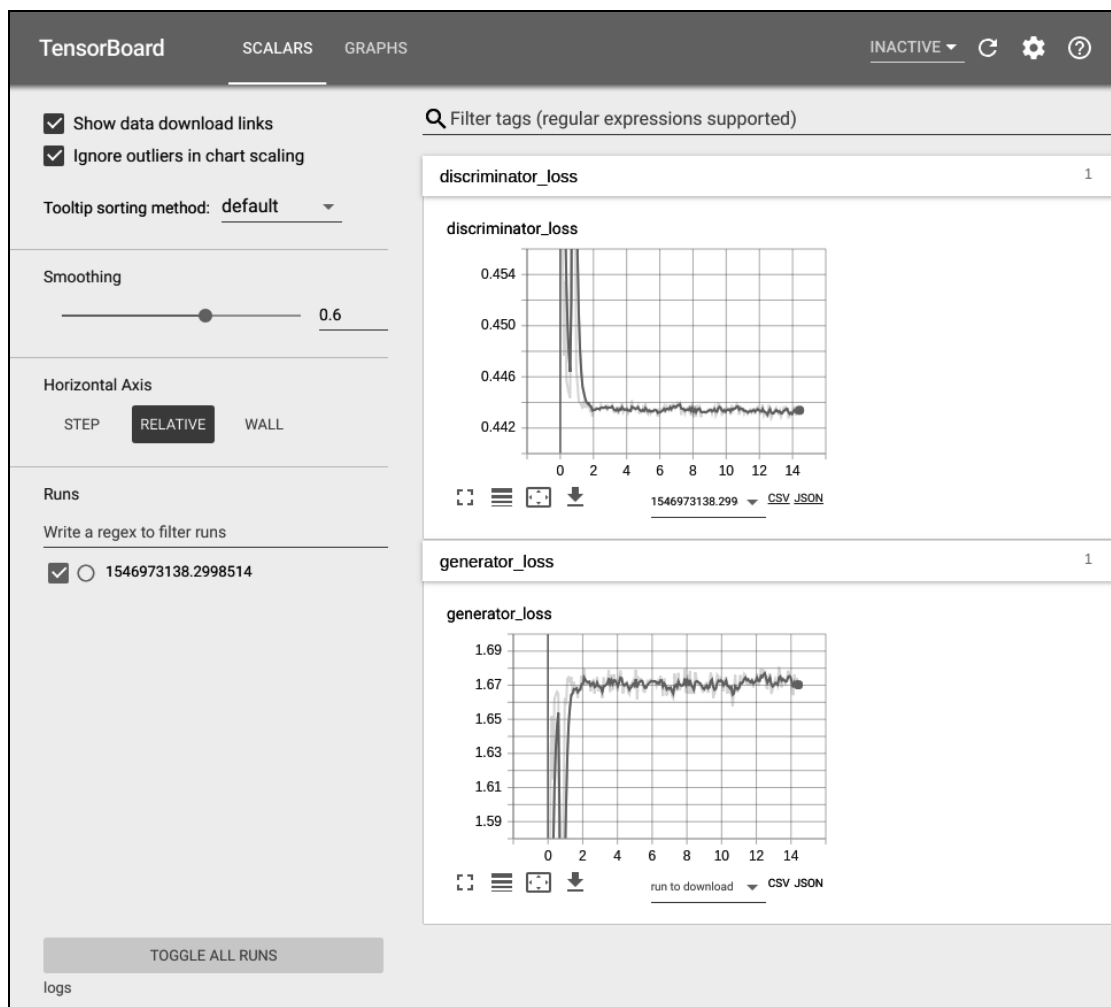 TensorBoard SCALARS GRAPHS INACTIVE
Show data download links
Ignore outliers in chart scaling
Tooltip sorting method: default
Smoothing
0.6
Horizontal Axis
STEP RELATIVE WALL
Runs
Write a regex to filter runs
1546973138.2998514
TOGGLE ALL RUNS
logs
Filter tags (regular expressions supported)
discriminator_loss 1
discriminator_loss
0.454
0.450
0.446
0.442
0 2 4 6 8 10 12 14
1546973138.299 CSV JSON
generator_loss 1
generator_loss
1.69
1.67
1.65
1.63
1.61
1.59
0 2 4 6 8 10 12 14
run to download CSV JSON